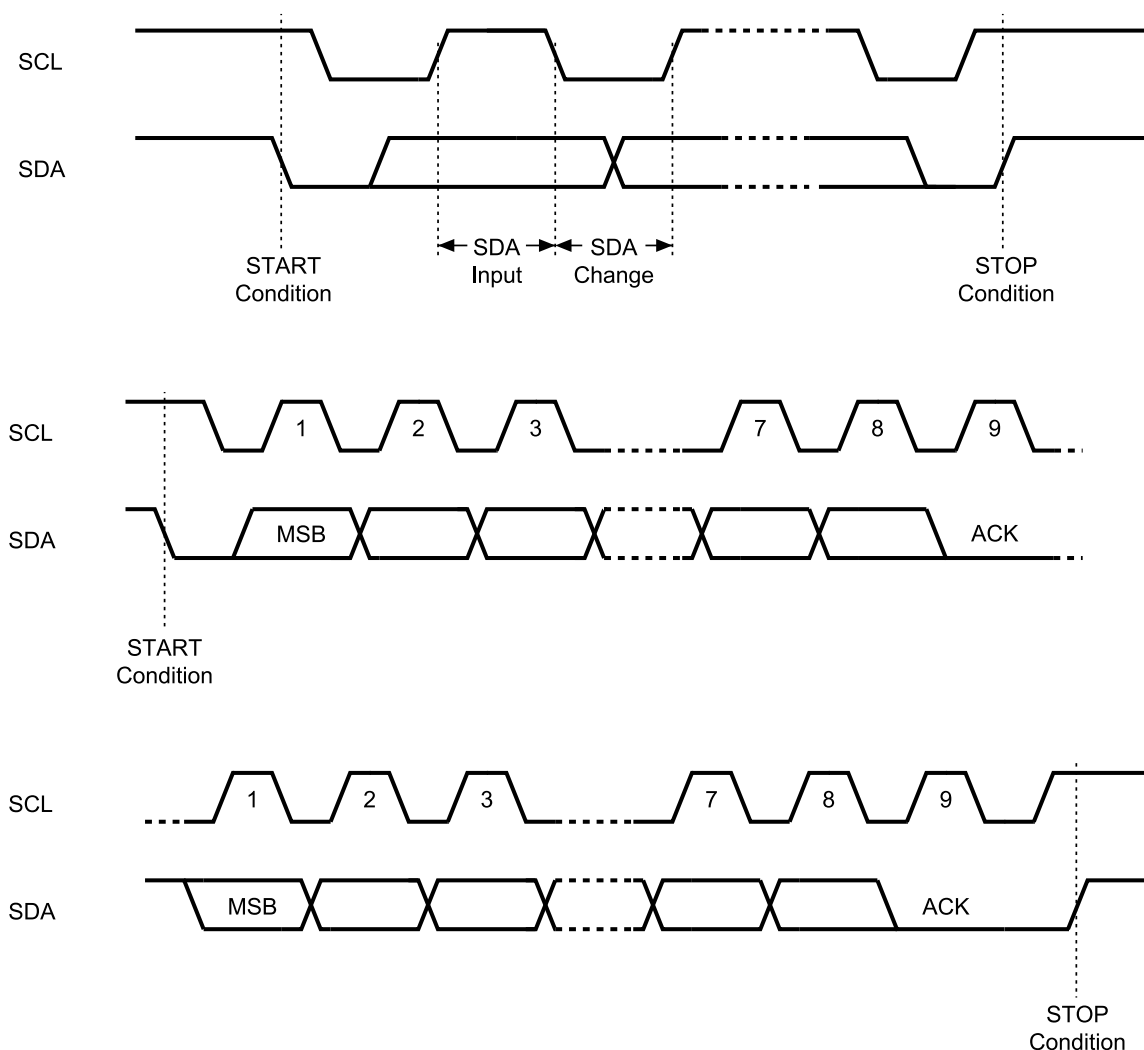 SCL
SDA
SDA
Input
SDA
Change
START
Condition
STOP
Condition
SCL
1
2
3
7
8
9
SDA
MSB
ACK
START
Condition
SCL
1
2
3
7
8
9
SDA
MSB
ACK
STOP
Condition